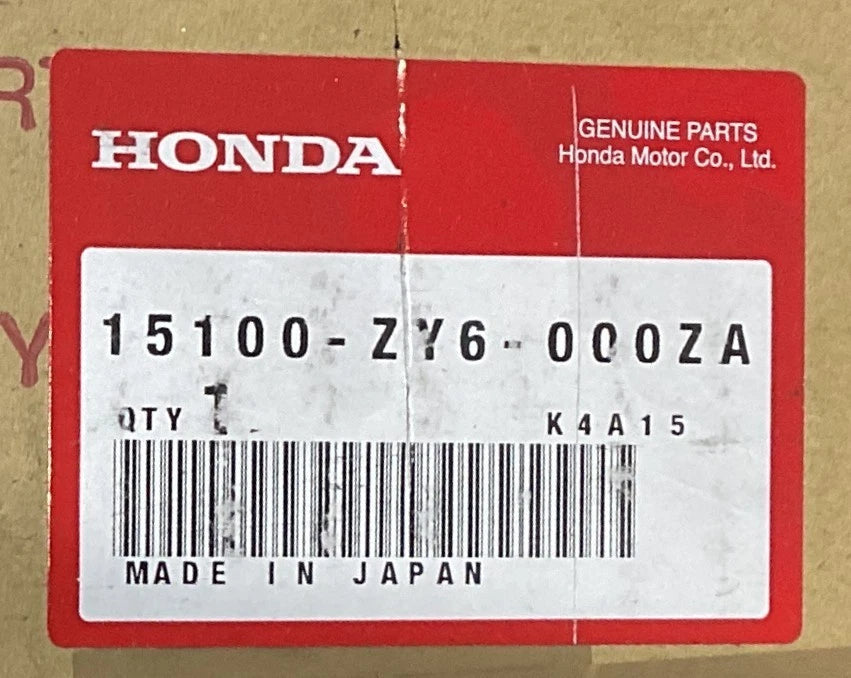 HONDA
GENUINE PARTS
Honda Motor Co., Ltd.
15100-ZY6-000ZA
QTY 1
K4A15
MADE IN JAPAN